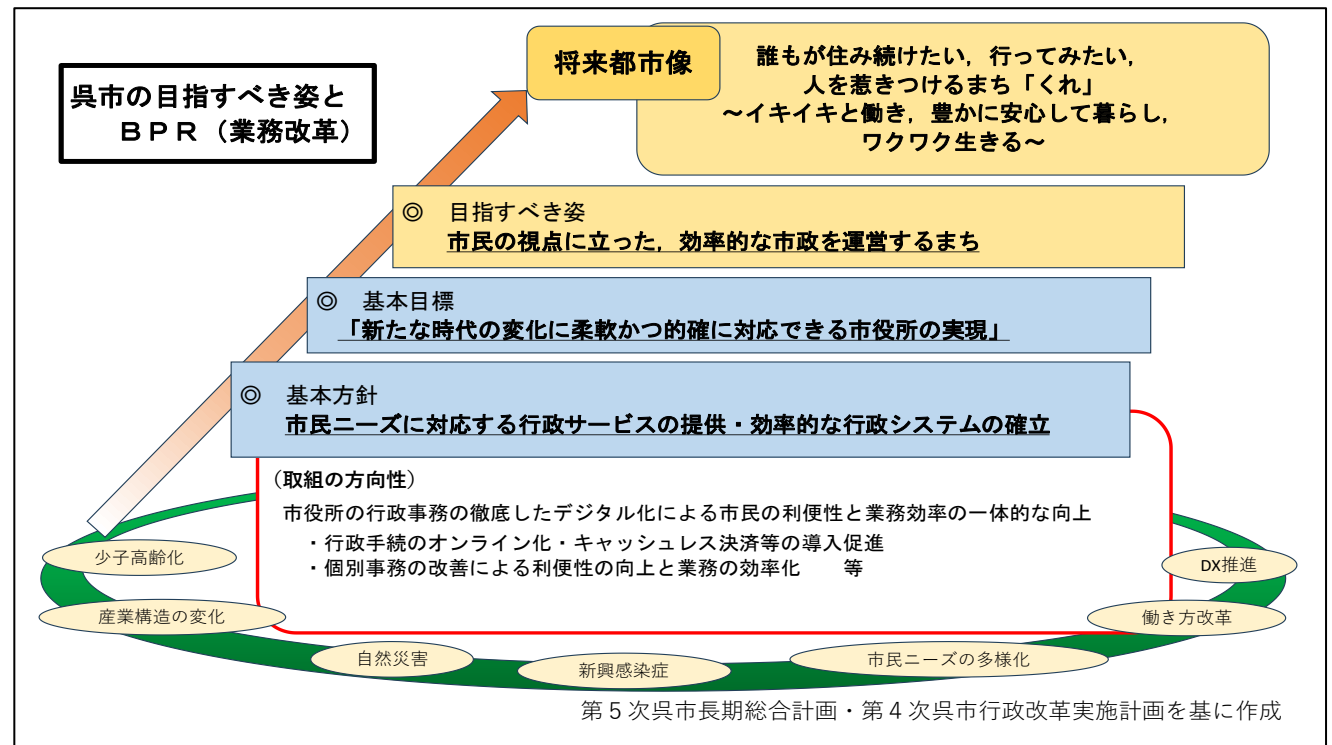 呉市の目指すべき姿と
ＢＰＲ（業務改革）
将来都市像
誰もが住み続けたい，行ってみたい，
人を惹きつけるまち「くれ」
～イキイキと働き，豊かに安心して暮らし，
ワクワク生きる～
◎　目指すべき姿
市民の視点に立った，効率的な市政を運営するまち
◎　基本目標
「新たな時代の変化に柔軟かつ的確に対応できる市役所の実現」
◎　基本方針
市民ニーズに対応する行政サービスの提供・効率的な行政システムの確立
（取組の方向性）
市役所の行政事務の徹底したデジタル化による市民の利便性と業務効率の一体的な向上
・行政手続のオンライン化・キャッシュレス決済等の導入促進
・個別事務の改善による利便性の向上と業務の効率化　　等
少子高齢化
産業構造の変化
自然災害
新興感染症
市民ニーズの多様化
働き方改革
DX推進
第５次呉市長期総合計画・第４次呉市行政改革実施計画を基に作成